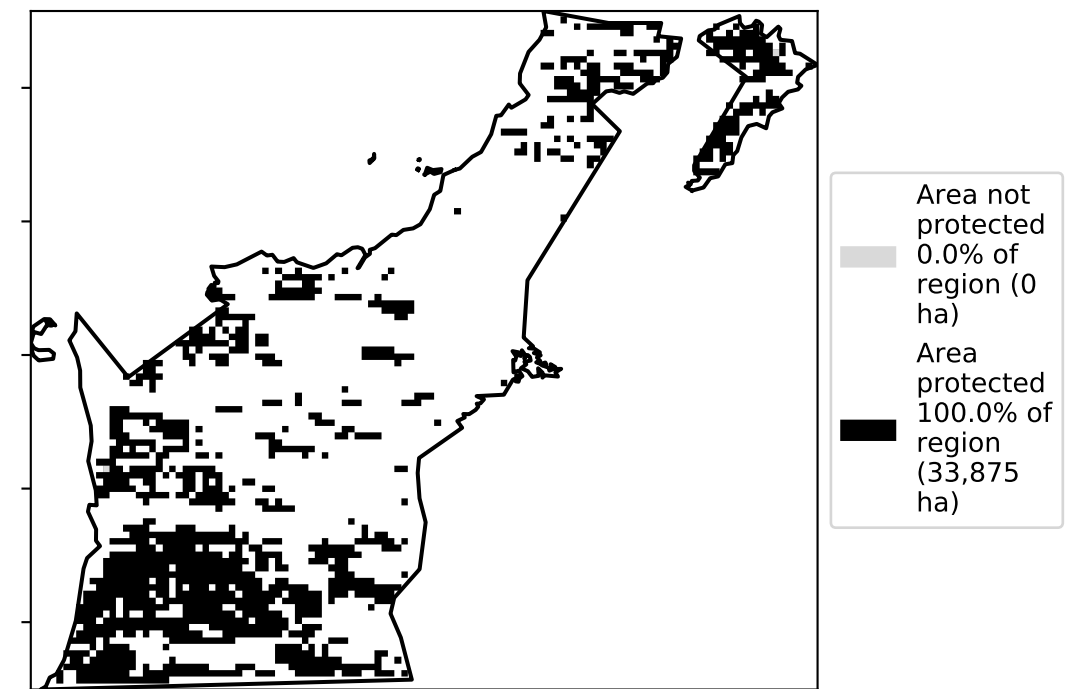 Area not
protected
0.0% of
region (0
ha)
Area
protected
100.0% of
region
(33,875
ha)